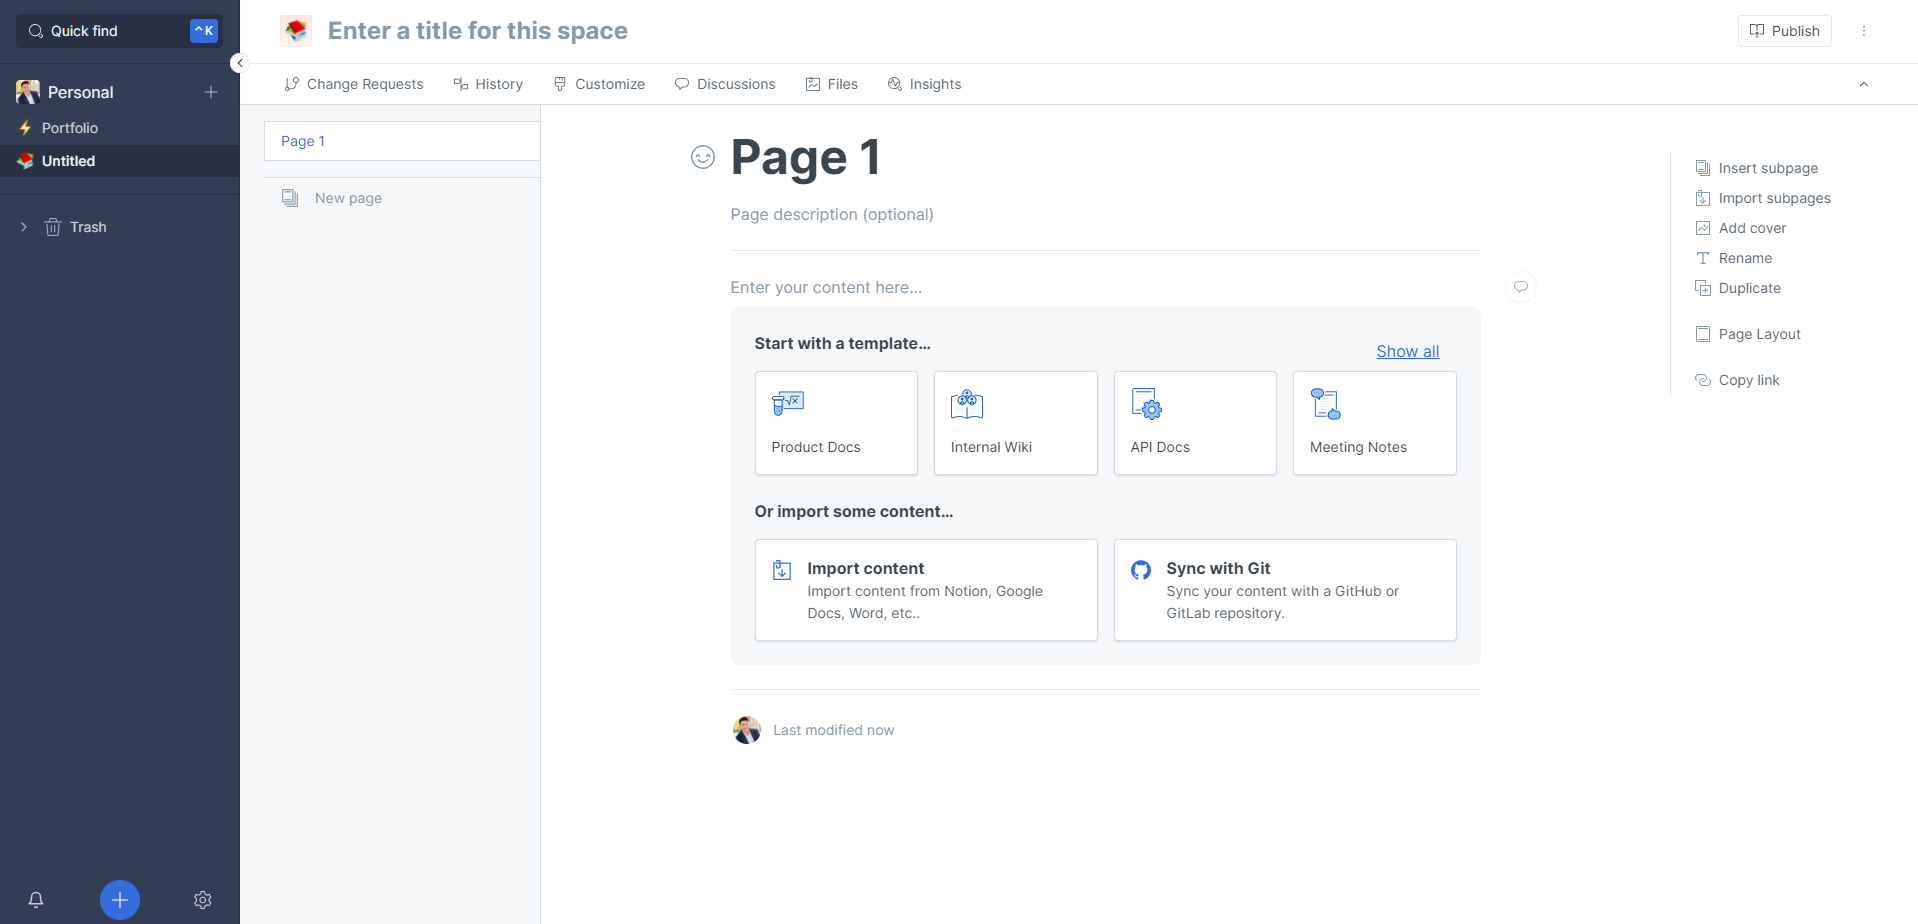 Quick find
^K
Personal
Portfolio
Untitled
Trash
Enter a title for this space
Publish
Change Requests
History
Customize
Discussions
Files
Insights
Page 1
New page
Page 1
Page description (optional)
Enter your content here...
Start with a template...
Show all
Product Docs
Internal Wiki
API Docs
Meeting Notes
Or import some content...
Import content
Import content from Notion, Google
Docs, Word, etc..
Sync with Git
Sync your content with a GitHub or
GitLab repository.
Last modified now
Insert subpage
Import subpages
Add cover
Rename
Duplicate
Page Layout
Copy link